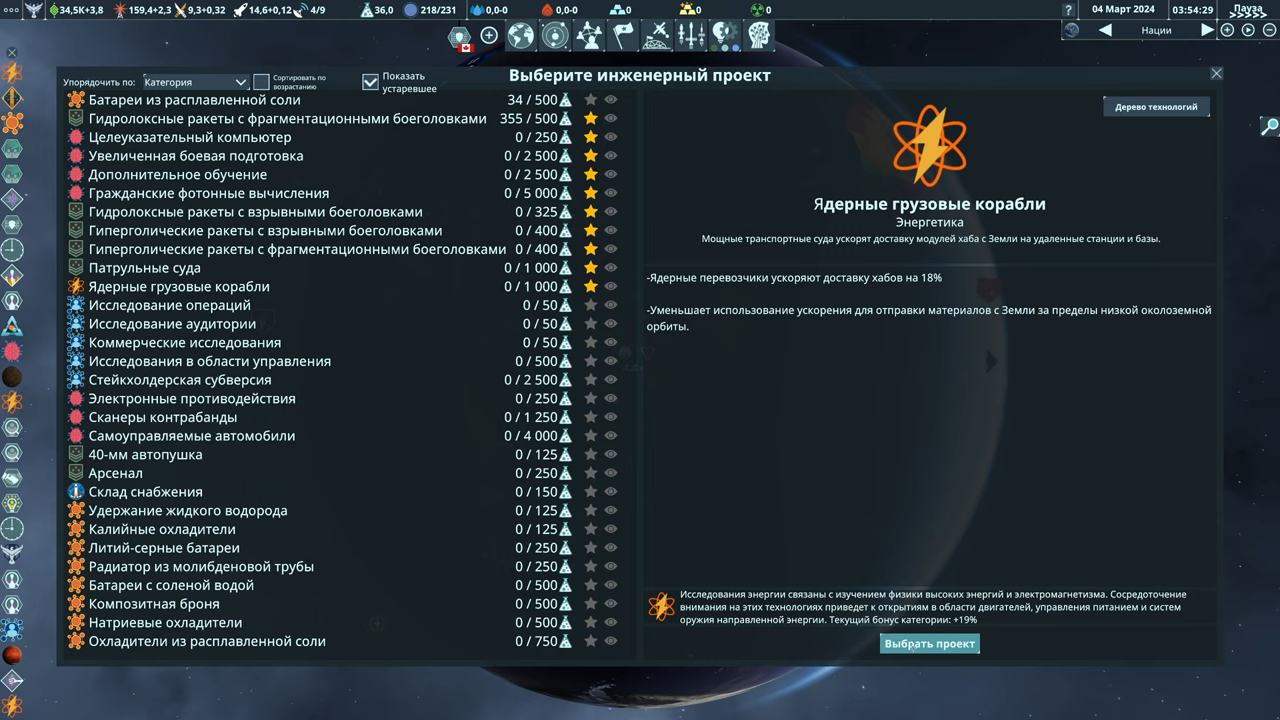 34,5K+3,8 159,4+2,3 9,3+0,32 14,6+0,12 4/9 36,0 218/231 0,0-0 0,0-0 0 0 0 ? 04 Март 2024 03:54:29 Пауза
Нации
Упорядочить по: Категория Сортировать по возрастанию Показать устаревшее
Выберите инженерный проект
Батареи из расплавленной соли 34 / 500
Гидролоксные ракеты с фрагментационными боеголовками 355 / 500
Целеуказательный компьютер 0 / 250
Увеличенная боевая подготовка 0 / 2 500
Дополнительное обучение 0 / 2 500
Гражданские фотонные вычисления 0 / 5 000
Гидролоксные ракеты с взрывными боеголовками 0 / 325
Гиперголические ракеты с взрывными боеголовками 0 / 400
Гиперголические ракеты с фрагментационными боеголовками 0 / 400
Патрульные суда 0 / 1 000
Ядерные грузовые корабли 0 / 1 000
Исследование операций 0 / 50
Исследование аудитории 0 / 50
Коммерческие исследования 0 / 50
Исследования в области управления 0 / 500
Стейкхолдерская субверсия 0 / 2 500
Электронные противодействия 0 / 250
Сканеры контрабанды 0 / 1 250
Самоуправляемые автомобили 0 / 4 000
40-мм автопушка 0 / 125
Арсенал 0 / 250
Склад снабжения 0 / 150
Удержание жидкого водорода 0 / 125
Калийные охладители 0 / 125
Литий-серные батареи 0 / 250
Радиатор из молибденовой трубы 0 / 250
Батареи с соленой водой 0 / 500
Композитная броня 0 / 500
Натриевые охладители 0 / 500
Охладители из расплавленной соли 0 / 750
Дерево технологий
Ядерные грузовые корабли
Энергетика
Мощные транспортные суда ускорят доставку модулей хаба с Земли на удаленные станции и базы.
-Ядерные перевозчики ускоряют доставку хабов на 18%
-Уменьшает использование ускорения для отправки материалов с Земли за пределы низкой околоземной
орбиты.
Исследования энергии связаны с изучением физики высоких энергий и электромагнетизма. Сосредоточение
внимания на этих технологиях приведет к открытиям в области двигателей, управления питанием и систем
оружия направленной энергии. Текущий бонус категории: +19%
Выбрать проект